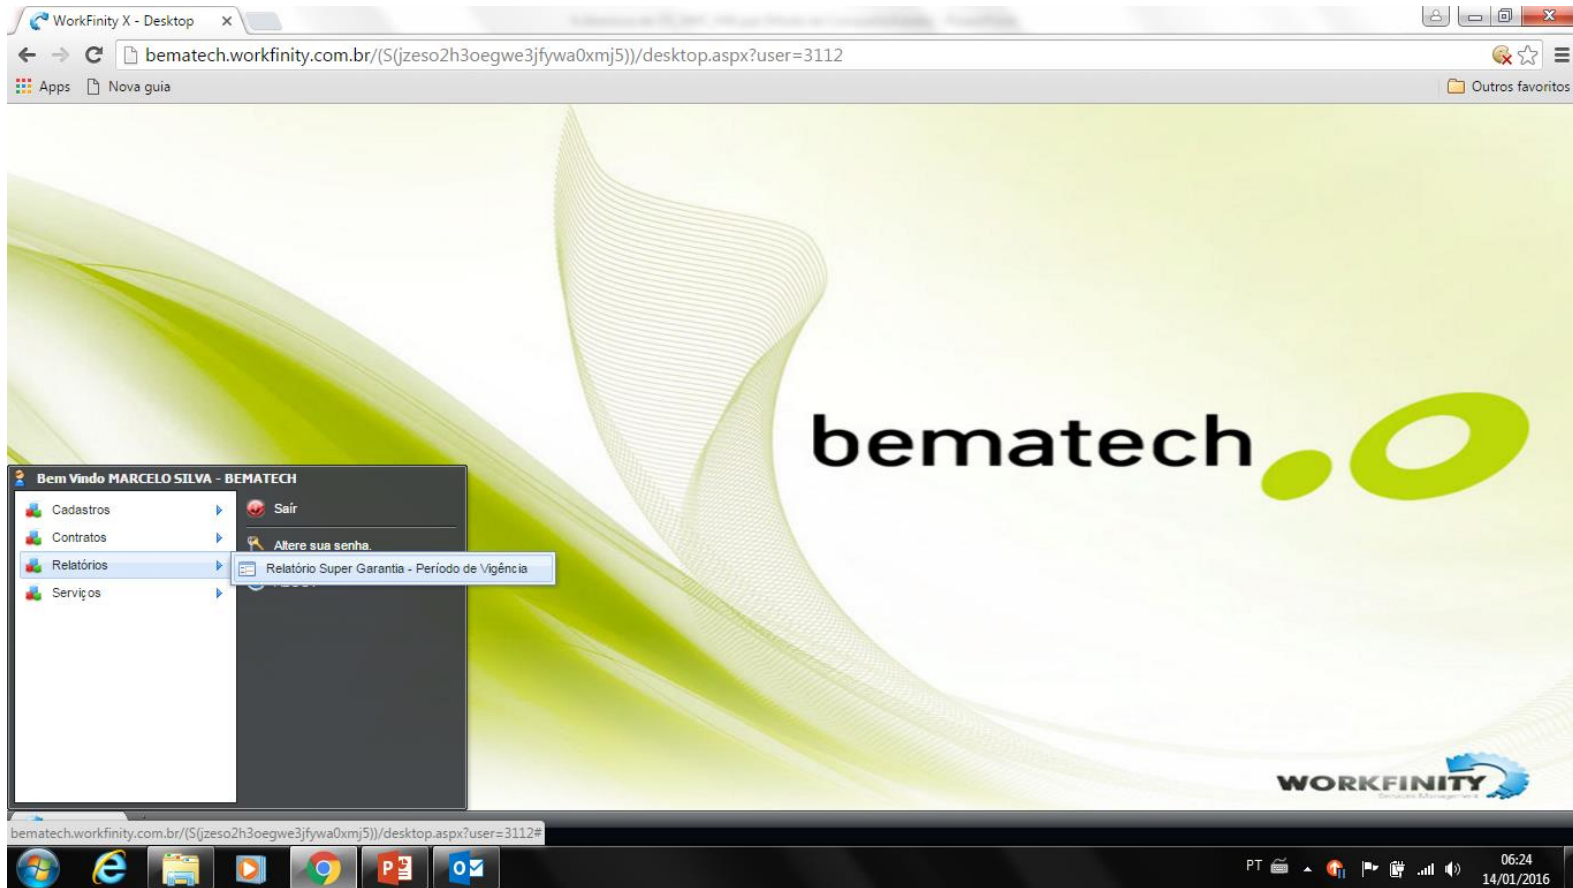 WorkFinity X - Desktop
bematech.workfinity.com.br/(S(jzeso2h3oegwe3jfywa0xmj5))/desktop.aspx?user=3112
Apps
Nova guia
Outros favoritos
bematech
Bem Vindo MARCELO SILVA - BEMATECH
Cadastros
Sair
Contratos
Altere sua senha.
Relatórios
Relatório Super Garantia - Período de Vigência
Serviços
WORKFINITY
bematech.workfinity.com.br/(S(jzeso2h3oegwe3jfywa0xmj5))/desktop.aspx?user=3112#
PT
06:24
14/01/2016